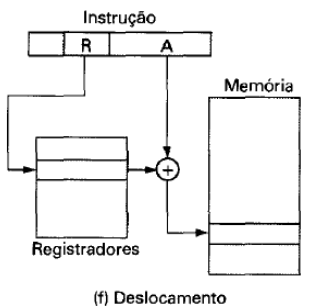 Instrução
R A
Memória
+
Registradores
(f) Deslocamento